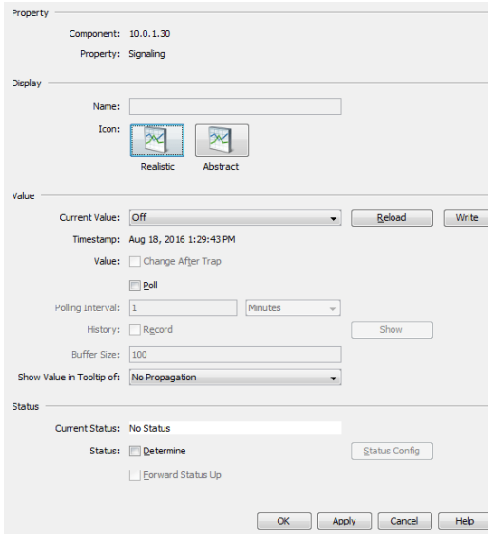 Property
Component: 10.0.1.30
Property: Signaling
Display
Name:
Icon:
Realistic Abstract
Value
Current Value: Off Reload Write
Timestamp: Aug 18, 2016 1:29:43 PM
Value: Change After Trap
Poll
Polling Interval: 1 Minutes
History: Record Show
Buffer Size: 100
Show Value in Tooltip of: No Propagation
Status
Current Status: No Status
Status: Determine Status Config
Forward Status Up
OK Apply Cancel Help